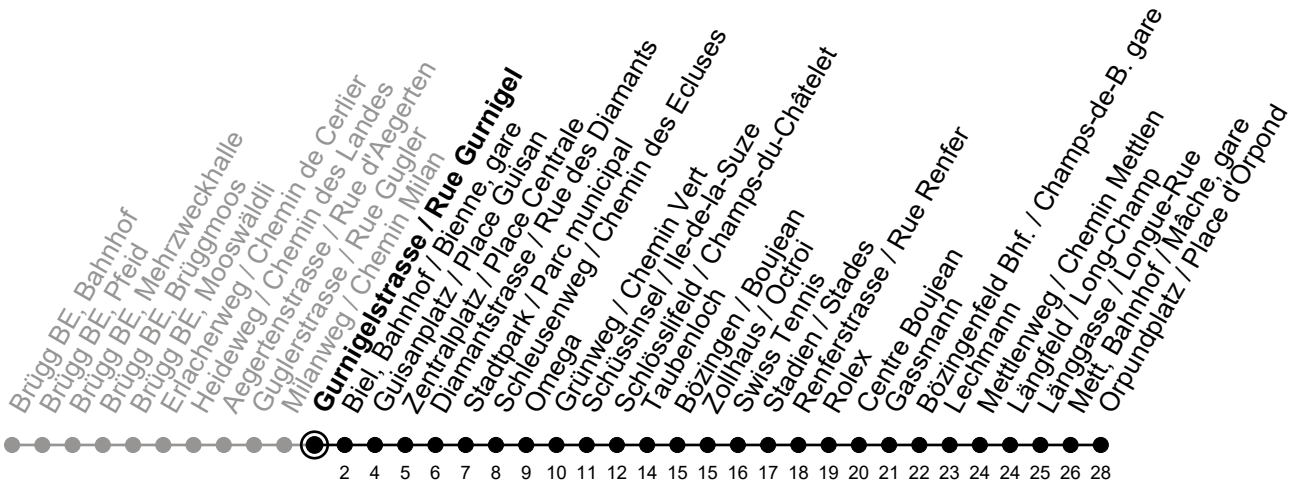 Brügg BE, Bahnhof
Brügg BE, Pfeid
Brügg BE, Mehrzweckhalle
Brügg BE, Brüggmoos
Brügg BE, Mooswäldli
Erlacherweg / Chemin de Cerlier
Heideweg / Chemin des Landes
Aegertenstrasse / Rue d'Aegerten
Guglerstrasse / Rue Gugler
Milanweg / Chemin Milan
Gurnigelstrasse / Rue Gurnigel
Biel, Bahnhof / Bienne, gare
Guisanplatz / Place Guisan
Zentralplatz / Place Centrale
Diamantstrasse / Rue des Diamants
Stadtpark / Parc municipal
Schleusenweg / Chemin des Ecluses
Omega
Grünweg / Chemin Vert
Schüssinsel / Ile-de-la-Suze
Schlösslifeld / Champs-du-Châtelet
Taubenloch
Bözingen / Boujean
Zollhaus / Octroi
Swiss Tennis
Stadien / Stades
Renferstrasse / Rue Renfer
Rolex
Centre Boujean
Gassmann
Bözingenfeld Bhf. / Champs-de-B. gare
Lechmann
Mettlenweg / Chemin Mettlen
Längfeld / Long-Champ
Länggasse / Longue-Rue
Mett, Bahnhof / Mâche, gare
Orpundplatz / Place d'Orpond
2 4 5 6 7 8 9 10 11 12 14 15 15 16 17 18 19 20 21 22 23 24 24 25 26 28